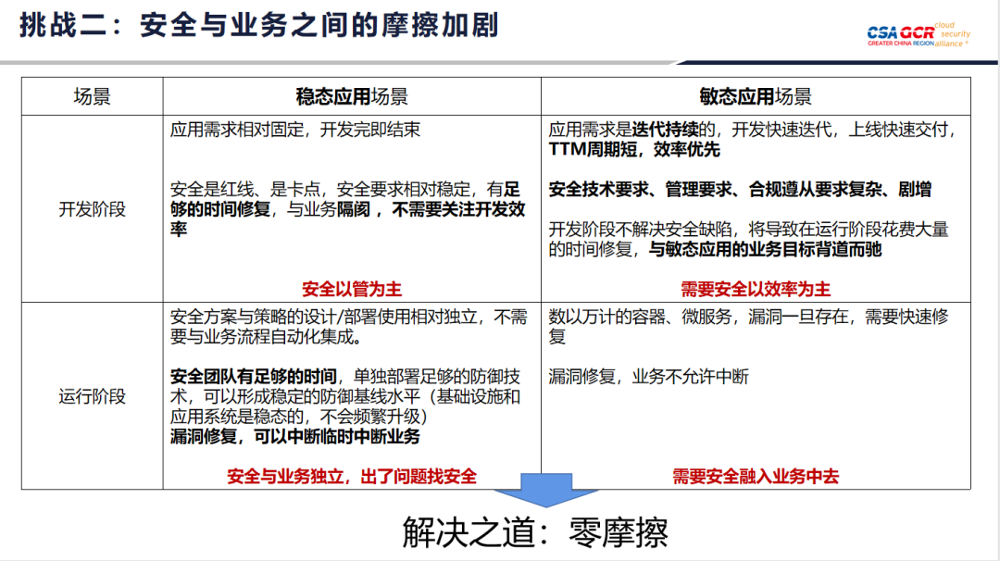 挑战二：安全与业务之间的摩擦加剧
CSA GCR
cloud
security
alliance
GREATER CHINA REGION
场景
稳态应用场景
敏态应用场景
开发阶段
应用需求相对固定，开发完即结束
安全是红线、是卡点，安全要求相对稳定，有足
够的时间修复，与业务隔阂 ，不需要关注开发效
率
安全以管为主
应用需求是迭代持续的，开发快速迭代，上线快速交付，
TTM周期短，效率优先
安全技术要求、管理要求、合规遵从要求复杂、剧增
开发阶段不解决安全缺陷，将导致在运行阶段花费大量
的时间修复，与敏态应用的业务目标背道而驰
需要安全以效率为主
运行阶段
安全方案与策略的设计/部署使用相对独立，不需
要与业务流程自动化集成。
安全团队有足够的时间，单独部署足够的防御技
术，可以形成稳定的防御基线水平（基础设施和
应用系统是稳态的，不会频繁升级）
漏洞修复，可以中断临时中断业务
安全与业务独立，出了问题找安全
数以万计的容器、微服务，漏洞一旦存在，需要快速修
复
漏洞修复，业务不允许中断
需要安全融入业务中去
解决之道：零摩擦